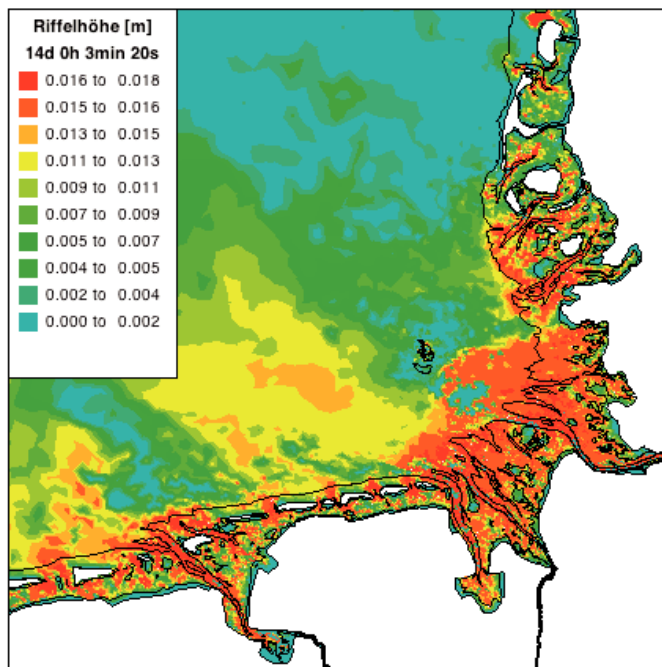 Riffelhöhe [m]
14d 0h 3min 20s
0.016 to 0.018
0.015 to 0.016
0.013 to 0.015
0.011 to 0.013
0.009 to 0.011
0.007 to 0.009
0.005 to 0.007
0.004 to 0.005
0.002 to 0.004
0.000 to 0.002